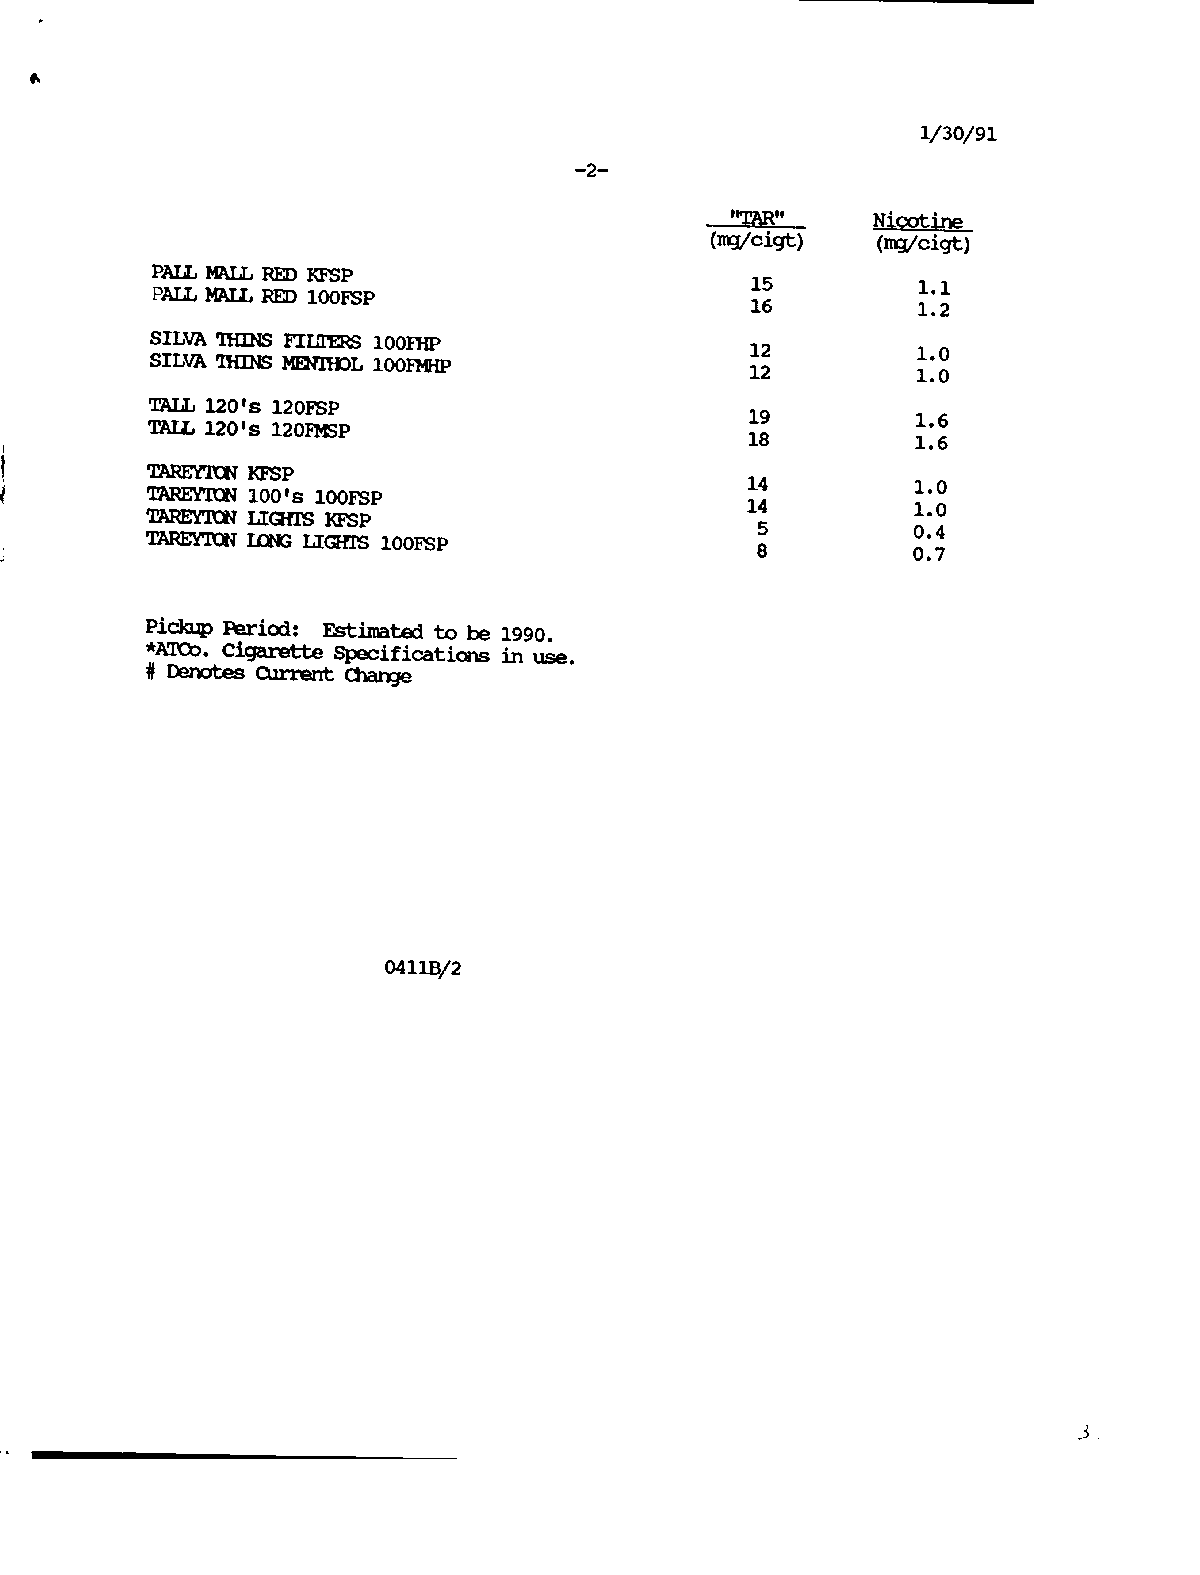 1/30/91
-2-
"TAR" Nicotine
(mg/cigt) (mg/cigt)
PALL MALL RED KFSP 15 1.1
PALL MALL RED 100FSP 16 1.2
SILVA THINS FILTERS 100FHP 12 1.0
SILVA THINS MENTHOL 100FMHP 12 1.0
TALL 120's 120FSP 19 1.6
TALL 120's 120FMSP 18 1.6
TAREYTON KFSP 14 1.0
TAREYTON 100's 100FSP 14 1.0
TAREYTON LIGHTS KFSP 5 0.4
TAREYTON LONG LIGHTS 100FSP 8 0.7
Pickup Period: Estimated to be 1990.
*ATCo. Cigarette Specifications in use.
# Denotes Current Change
0411B/2
3